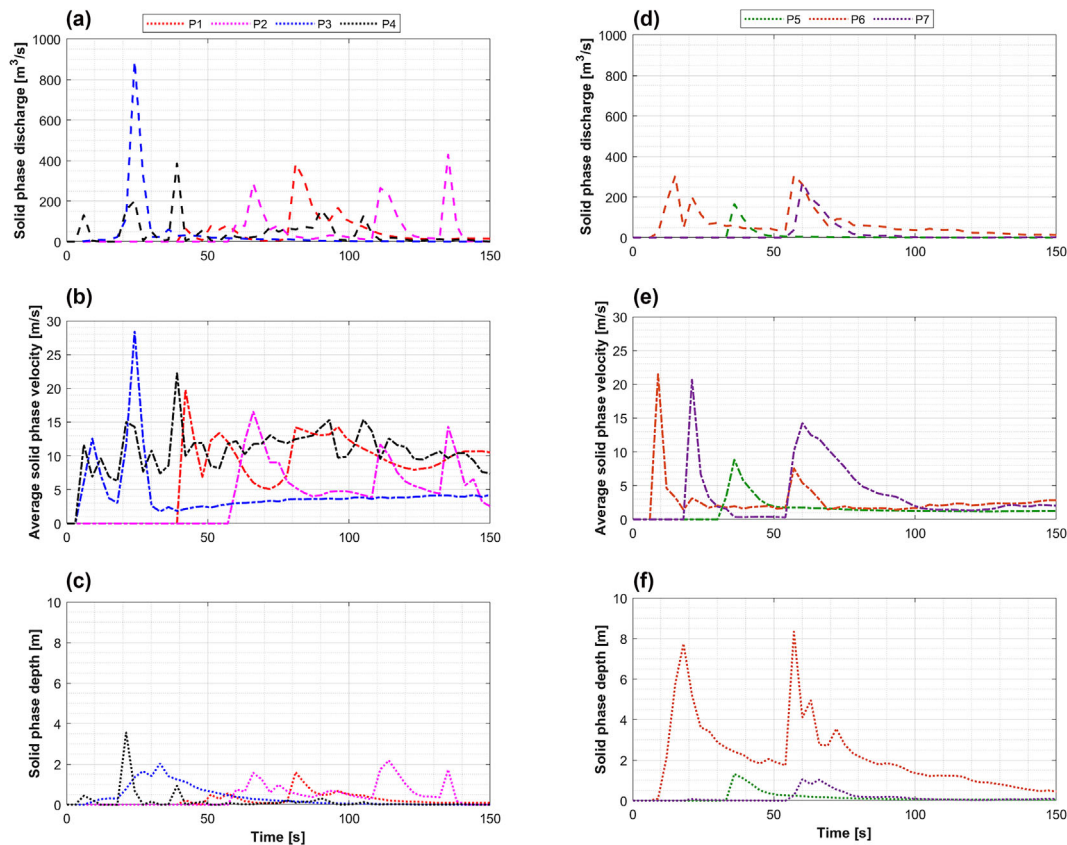 (a)
P1 P2 P3 P4
Solid phase discharge [m³/s]
1000
800
600
400
200
0
0 50 100 150
(d)
P5 P6 P7
Solid phase discharge [m³/s]
1000
800
600
400
200
0
0 50 100 150
(b)
Average solid phase velocity [m/s]
30
25
20
15
10
5
0
0 50 100 150
(e)
Average solid phase velocity [m/s]
30
25
20
15
10
5
0
0 50 100 150
(c)
Solid phase depth [m]
10
8
6
4
2
0
0 50 100 150
Time [s]
(f)
Solid phase depth [m]
10
8
6
4
2
0
0 50 100 150
Time [s]